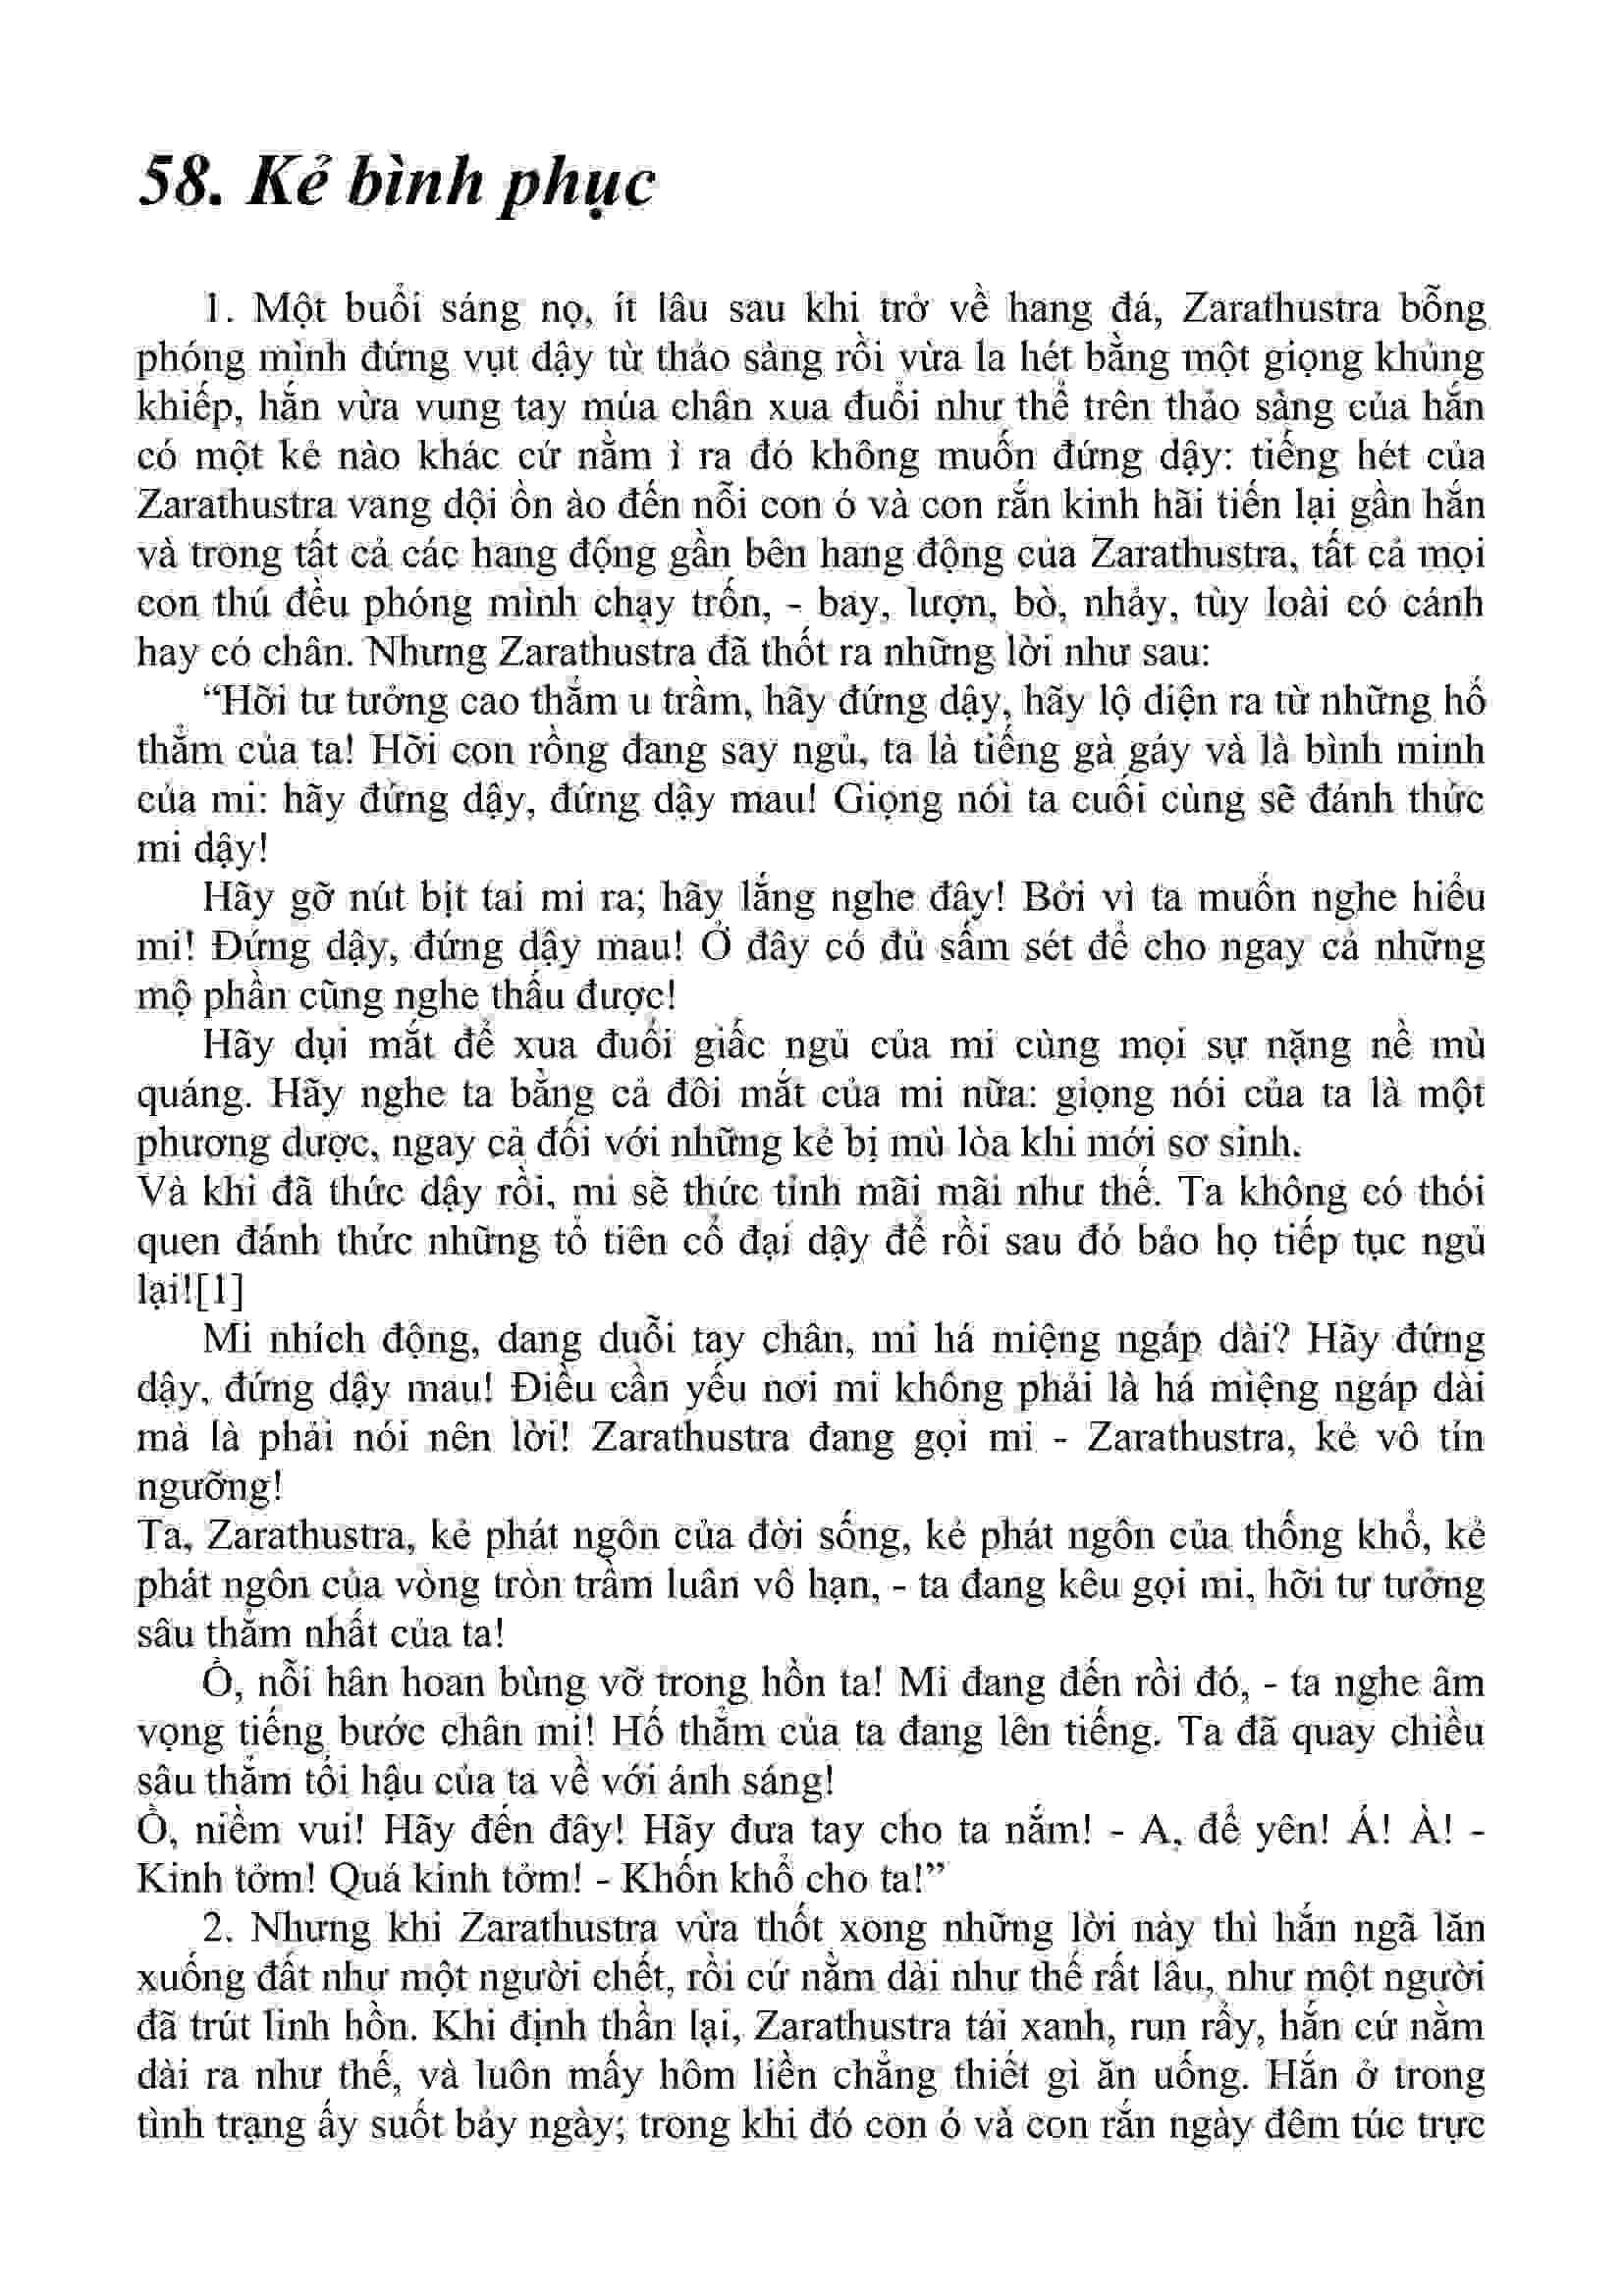 58. Kẻ bình phục
1. Một buổi sáng nọ, ít lâu sau khi trở về hang đá, Zarathustra bỗng
phóng mình đứng vụt dậy từ thảo sàng rồi vừa la hét bằng một giọng khủng
khiếp, hắn vừa vung tay múa chân xua đuổi như thể trên thảo sàng của hắn
có một kẻ nào khác cứ nằm ì ra đó không muốn đứng dậy: tiếng hét của
Zarathustra vang dội ồn ào đến nỗi con ó và con rắn kinh hãi tiến lại gần hắn
và trong tất cả các hang động gần bên hang động của Zarathustra, tất cả mọi
con thú đều phóng mình chạy trốn, - bay, lượn, bò, nhảy, tùy loài có cánh
hay có chân. Nhưng Zarathustra đã thốt ra những lời như sau:
“Hỡi tư tưởng cao thẳm u trầm, hãy đứng dậy, hãy lộ diện ra từ những hố
thẳm của ta! Hỡi con rồng đang say ngủ, ta là tiếng gà gáy và là bình minh
của mi: hãy đứng dậy, đứng dậy mau! Giọng nói ta cuối cùng sẽ đánh thức
mi dậy!
Hãy gỡ nút bịt tai mi ra; hãy lắng nghe đây! Bởi vì ta muốn nghe hiểu
mi! Đứng dậy, đứng dậy mau! Ở đây có đủ sấm sét để cho ngay cả những
mộ phần cũng nghe thấu được!
Hãy dụi mắt để xua đuổi giấc ngủ của mi cùng mọi sự nặng nề mù
quáng. Hãy nghe ta bằng cả đôi mắt của mi nữa: giọng nói của ta là một
phương dược, ngay cả đối với những kẻ bị mù lòa khi mới sơ sinh.
Và khi đã thức dậy rồi, mi sẽ thức tỉnh mãi mãi như thế. Ta không có thói
quen đánh thức những tổ tiên cổ đại dậy để rồi sau đó bảo họ tiếp tục ngủ
lại![1]
Mi nhích động, dang duỗi tay chân, mi há miệng ngáp dài? Hãy đứng
dậy, đứng dậy mau! Điều cần yếu nơi mi không phải là há miệng ngáp dài
mà là phải nói nên lời! Zarathustra đang gọi mi - Zarathustra, kẻ vô tín
ngưỡng!
Ta, Zarathustra, kẻ phát ngôn của đời sống, kẻ phát ngôn của thống khổ, kẻ
phát ngôn của vòng tròn trầm luân vô hạn, - ta đang kêu gọi mi, hỡi tư tưởng
sâu thẳm nhất của ta!
Ồ, nỗi hân hoan bùng vỡ trong hồn ta! Mi đang đến rồi đó, - ta nghe âm
vọng tiếng bước chân mi! Hố thẳm của ta đang lên tiếng. Ta đã quay chiều
sâu thẳm tối hậu của ta về với ánh sáng!
Ồ, niềm vui! Hãy đến đây! Hãy đưa tay cho ta nắm! - A, để yên! Á! À! -
Kinh tởm! Quá kinh tởm! - Khốn khổ cho ta!”
2. Nhưng khi Zarathustra vừa thốt xong những lời này thì hắn ngã lăn
xuống đất như một người chết, rồi cứ nằm dài như thế rất lâu, như một người
đã trút linh hồn. Khi định thần lại, Zarathustra tái xanh, run rẩy, hắn cứ nằm
dài ra như thế, và luôn mấy hôm liền chẳng thiết gì ăn uống. Hắn ở trong
tình trạng ấy suốt bảy ngày; trong khi đó con ó và con rắn ngày đêm túc trực